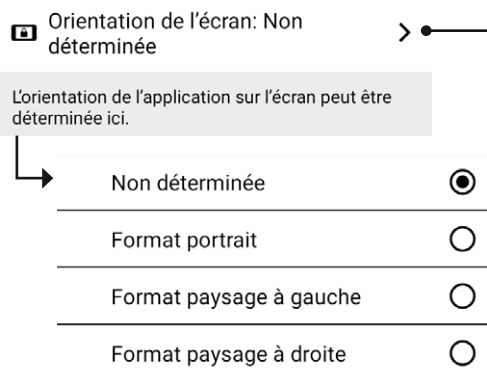 Orientation de l’écran: Non
déterminée
L’orientation de l’application sur l’écran peut être
déterminée ici.
Non déterminée
Format portrait
Format paysage à gauche
Format paysage à droite